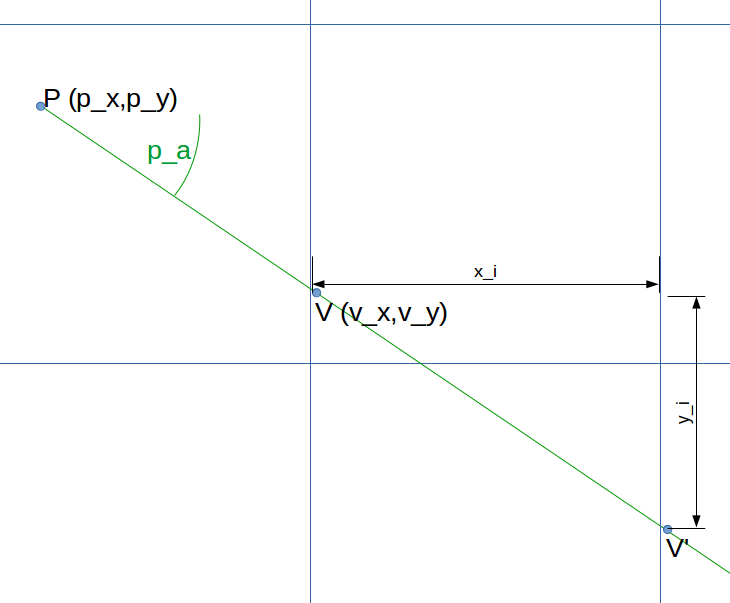 P (p_x,p_y)
p_a
x_i
V (v_x,v_y)
y_i
V'